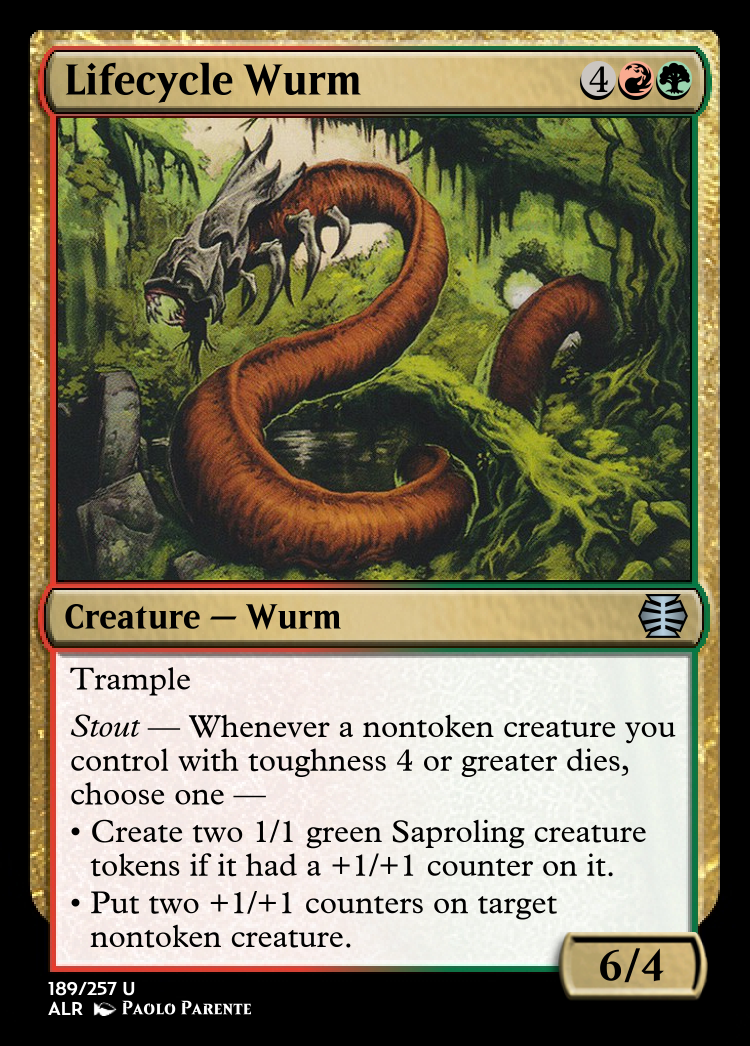 Lifecycle Wurm 4
Creature — Wurm
Trample
Stout — Whenever a nontoken creature you
control with toughness 4 or greater dies,
choose one —
• Create two 1/1 green Saproling creature
tokens if it had a +1/+1 counter on it.
• Put two +1/+1 counters on target
nontoken creature.
6/4
189/257 U
ALR Paolo Parente